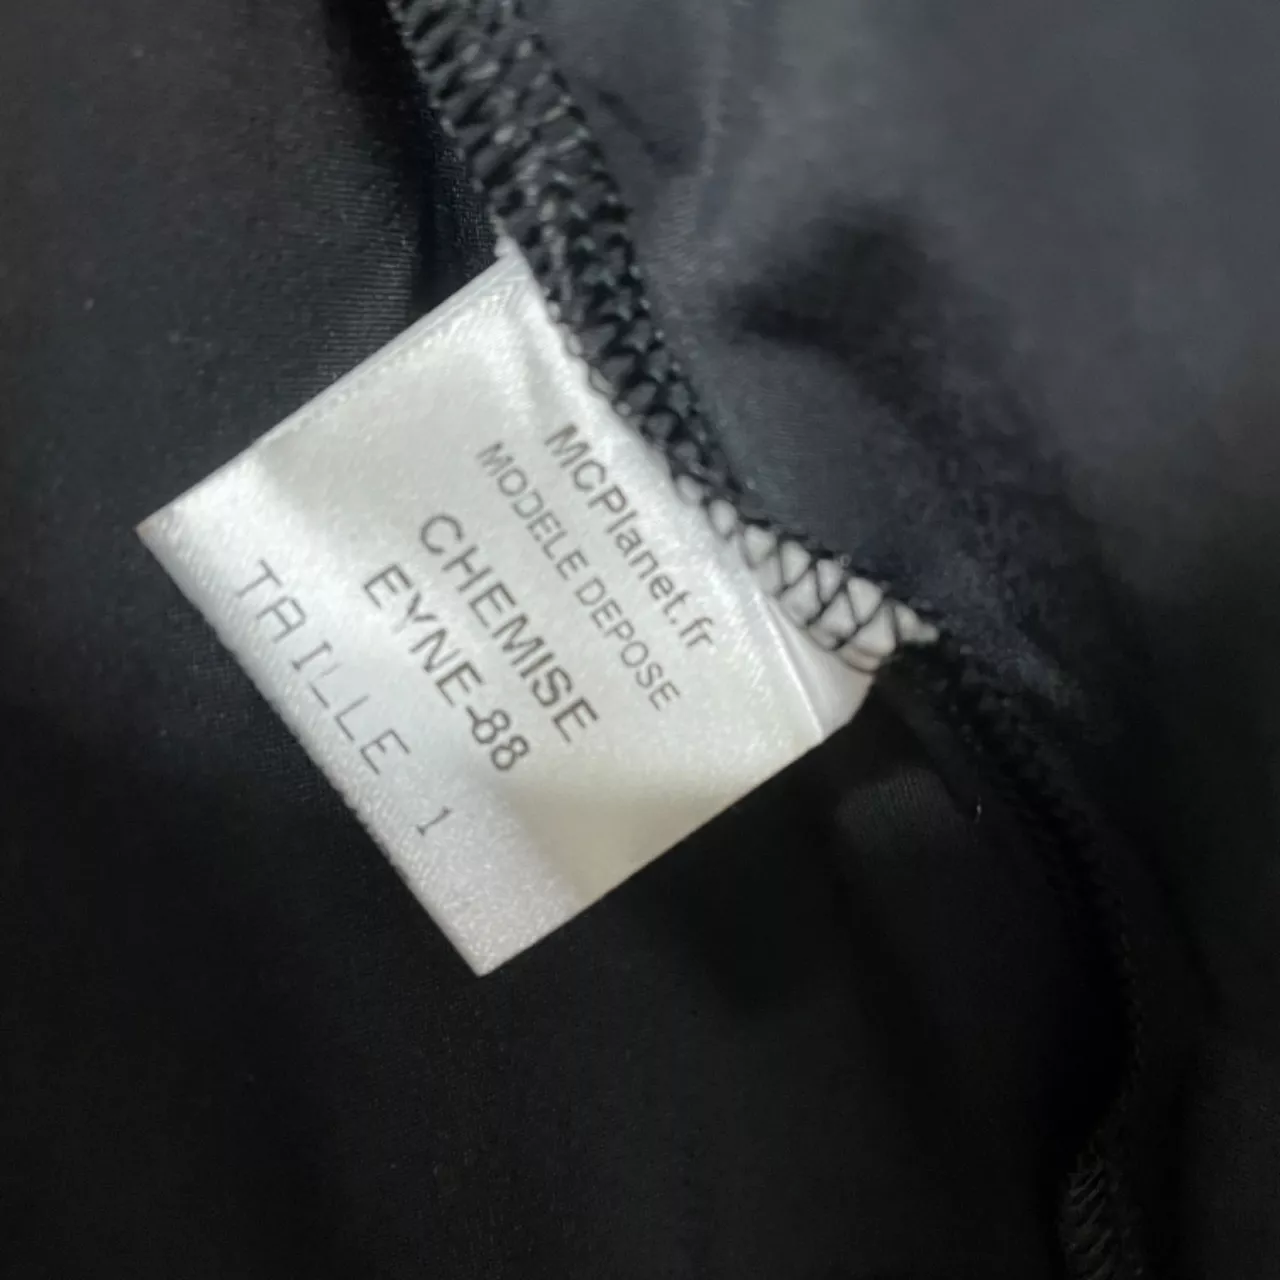 MCPlanet.fr
MODELE DEPOSE
CHEMISE
EYNE-88
TAILLE 1